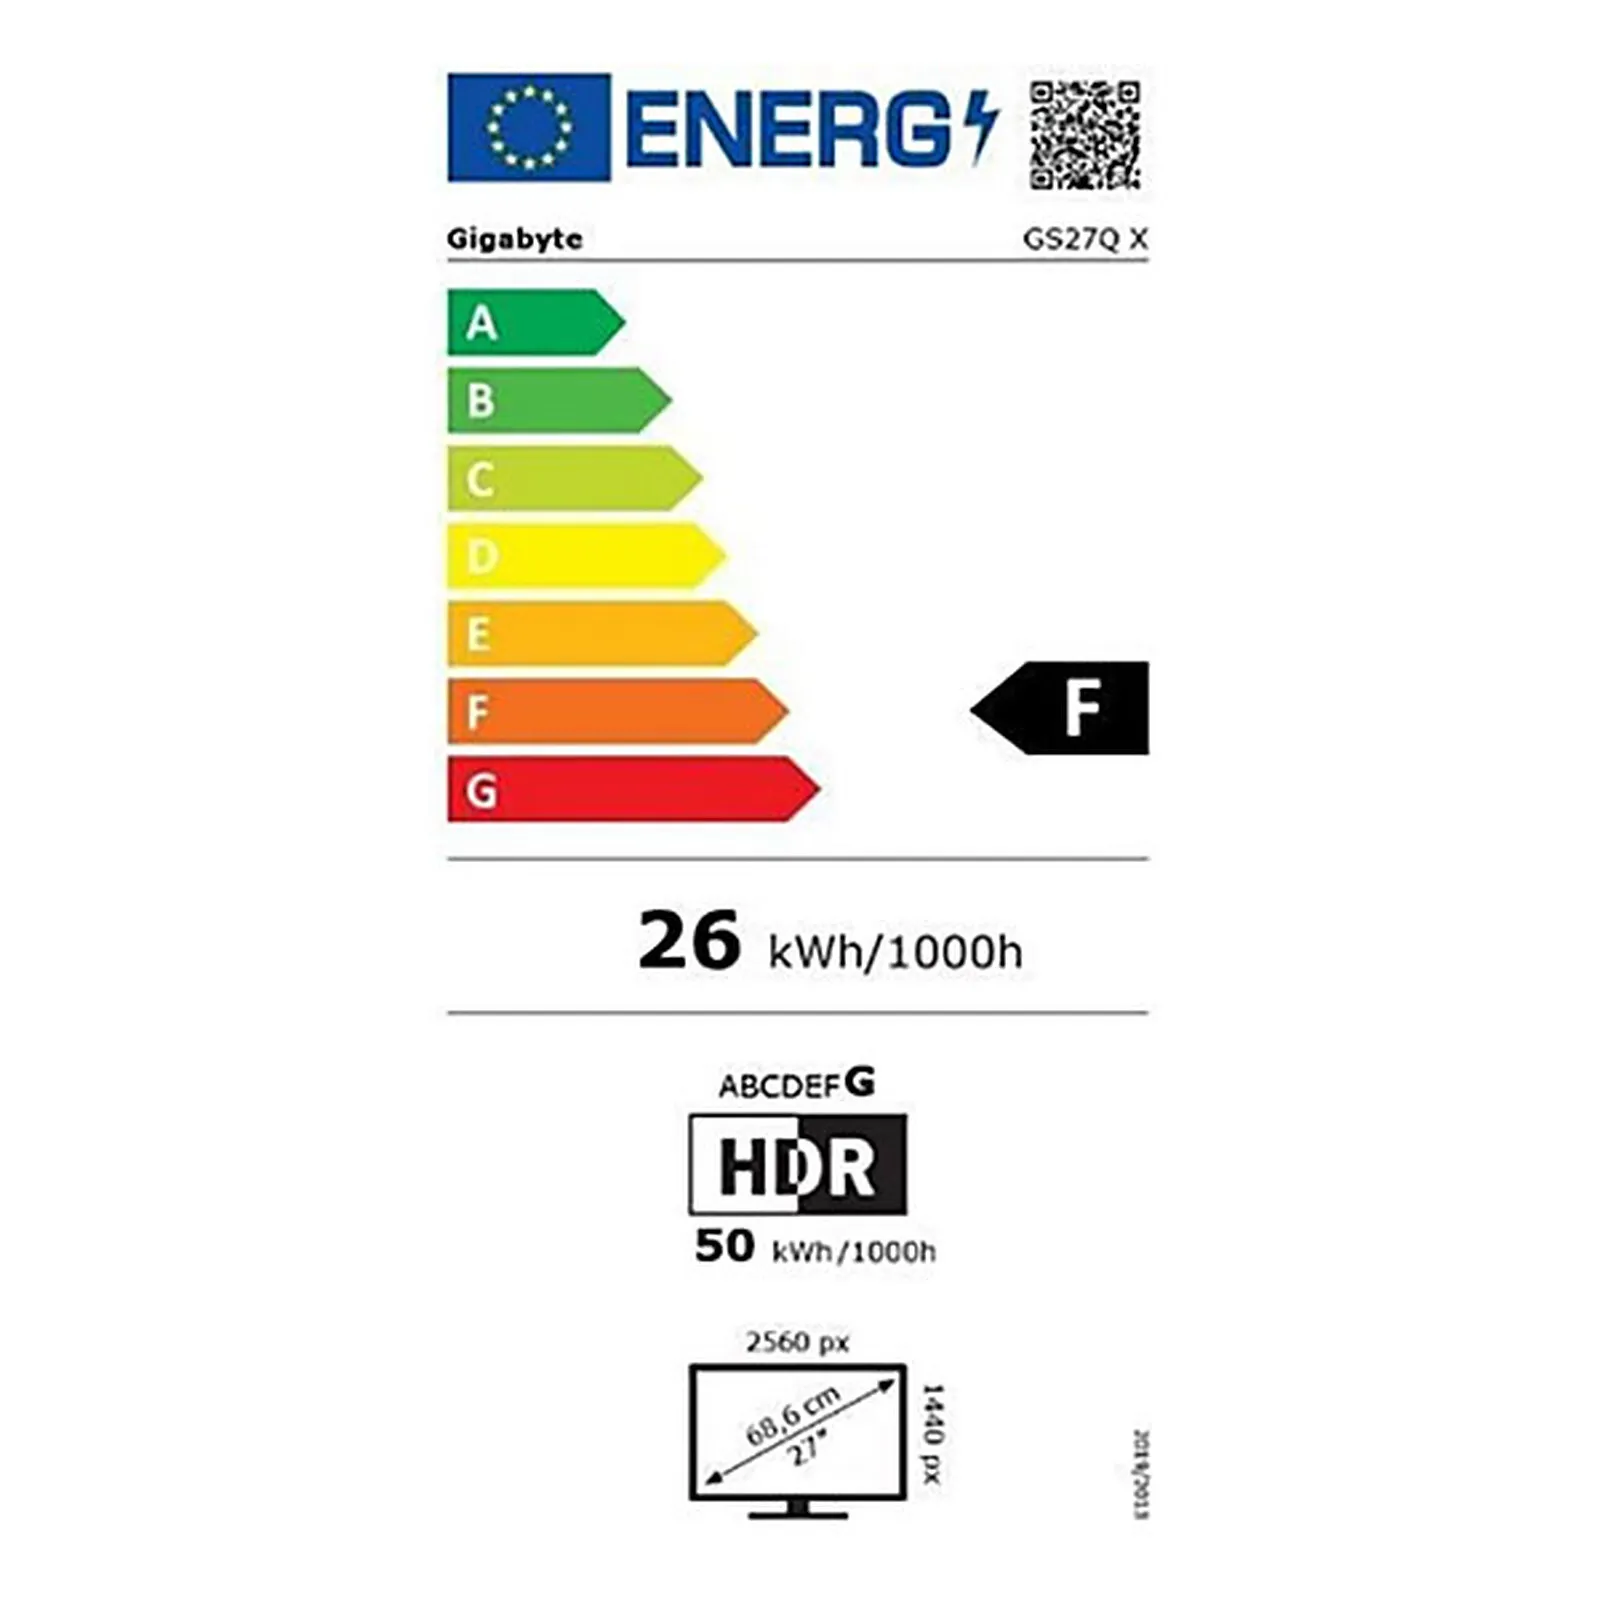 ENERG
Gigabyte GS27Q X
A
B
C
D
E
F
F
G
26 kWh/1000h
ABCDEFG
HDR
50 kWh/1000h
2560 px
68,6 cm
27"
1440 px
2019/2013